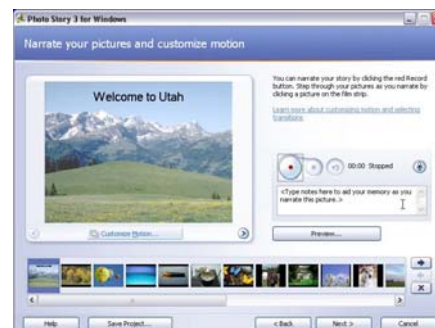 Photo Story 3 for Windows
Narrate your pictures and customize motion
Welcome to Utah
You can narrate your story by clicking the red Record
button. Step through your pictures as you narrate by
clicking a picture on the film strip.
Learn more about customizing motion and selecting
transitions
00:00 Stopped
<Type notes here to aid your memory as you
narrate this picture.>
Customize Motion...
Preview...
Help
Save Project...
< Back
Next >
Cancel